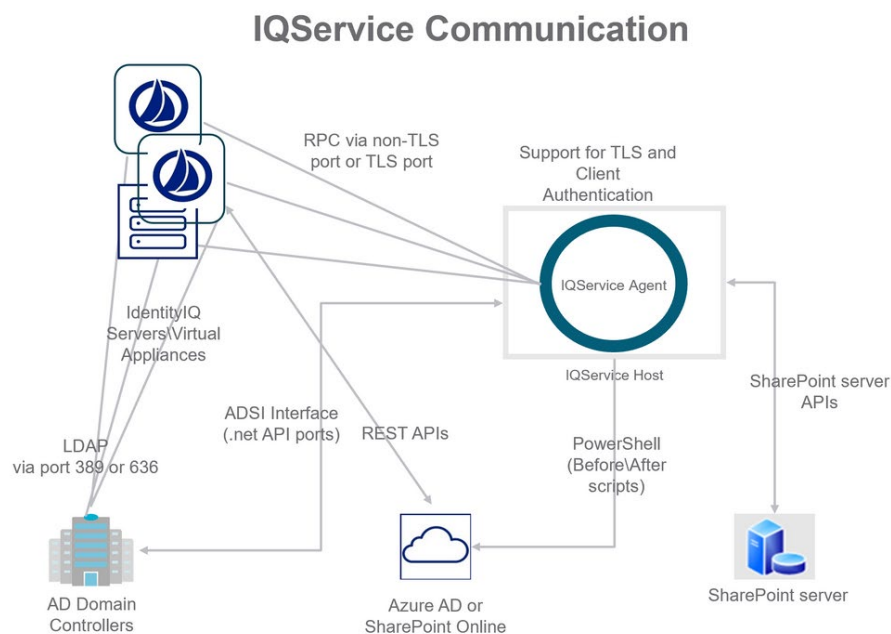 IQService Communication
RPC via non-TLS
port or TLS port
Support for TLS and
Client
Authentication
IQService Agent
IQService Host
IdentityIQ
Servers\Virtual
Appliances
SharePoint server
APIs
ADSI Interface
(.net API ports)
REST APIs
PowerShell
(Before\After
scripts)
LDAP
via port 389 or 636
AD Domain
Controllers
Azure AD or
SharePoint Online
SharePoint server